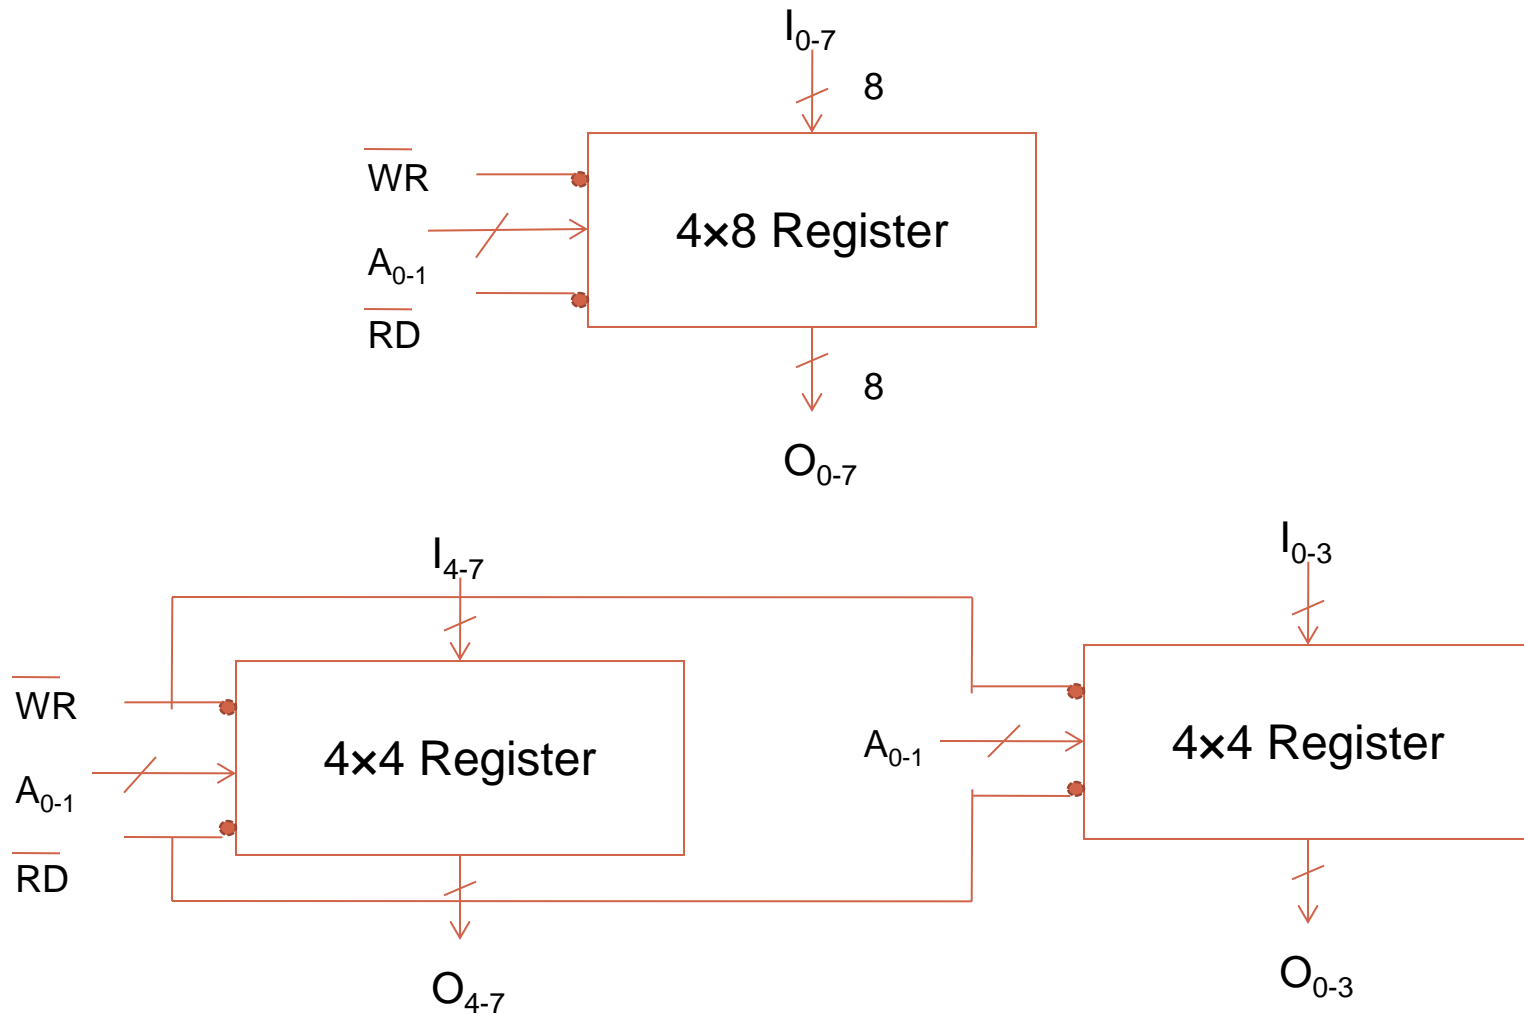 I0-7
8
WR
4×8 Register
A0-1
RD
8
O0-7
I4-7
I0-3
WR
4×4 Register
A0-1
RD
A0-1
4×4 Register
O4-7
O0-3